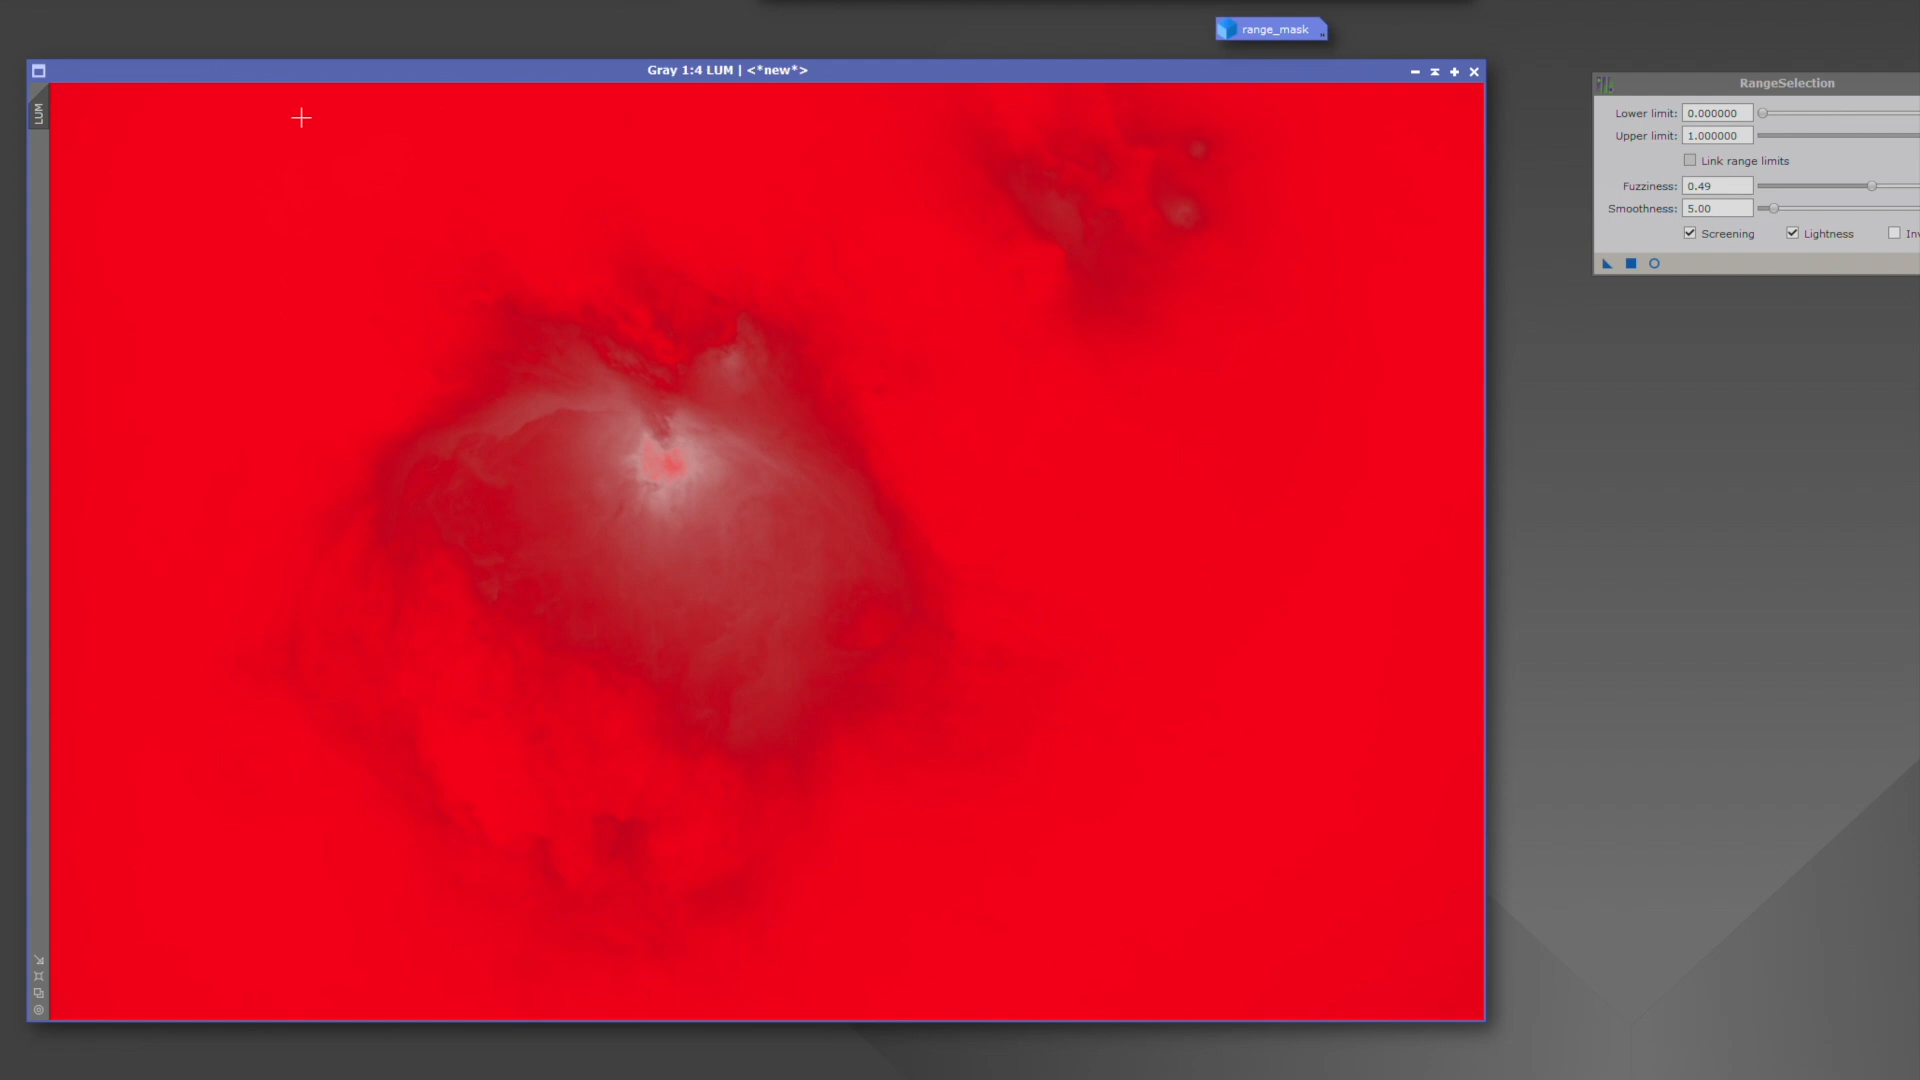 range_mask
Gray 1:4 LUM | <*new*>
LUM
RangeSelection
Lower limit: 0.000000
Upper limit: 1.000000
Link range limits
Fuzziness: 0.49
Smoothness: 5.00
Screening Lightness Inv